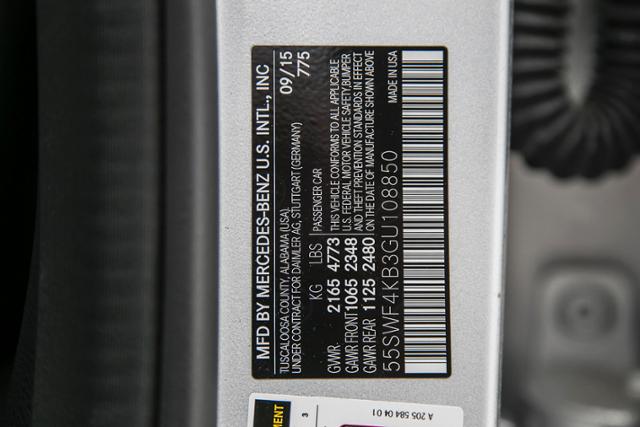 MFD BY MERCEDES-BENZ U.S. INTL., INC
09/15
775
TUSCALOOSA COUNTY, ALABAMA (USA)
UNDER CONTRACT FOR DAIMLER AG, STUTTGART (GERMANY)
KG LBS
PASSENGER CAR
GVWR. 2165 4773
GAWR FRONT 1065 2348
GAWR REAR 1125 2480
THIS VEHICLE CONFORMS TO ALL APPLICABLE
U.S. FEDERAL MOTOR VEHICLE SAFETY,BUMPER
AND THEFT PREVENTION STANDARDS IN EFFECT
ON THE DATE OF MANUFACTURE SHOWN ABOVE
55SWF4KB3GU108850
MADE IN USA
A 205 584 04 01
3